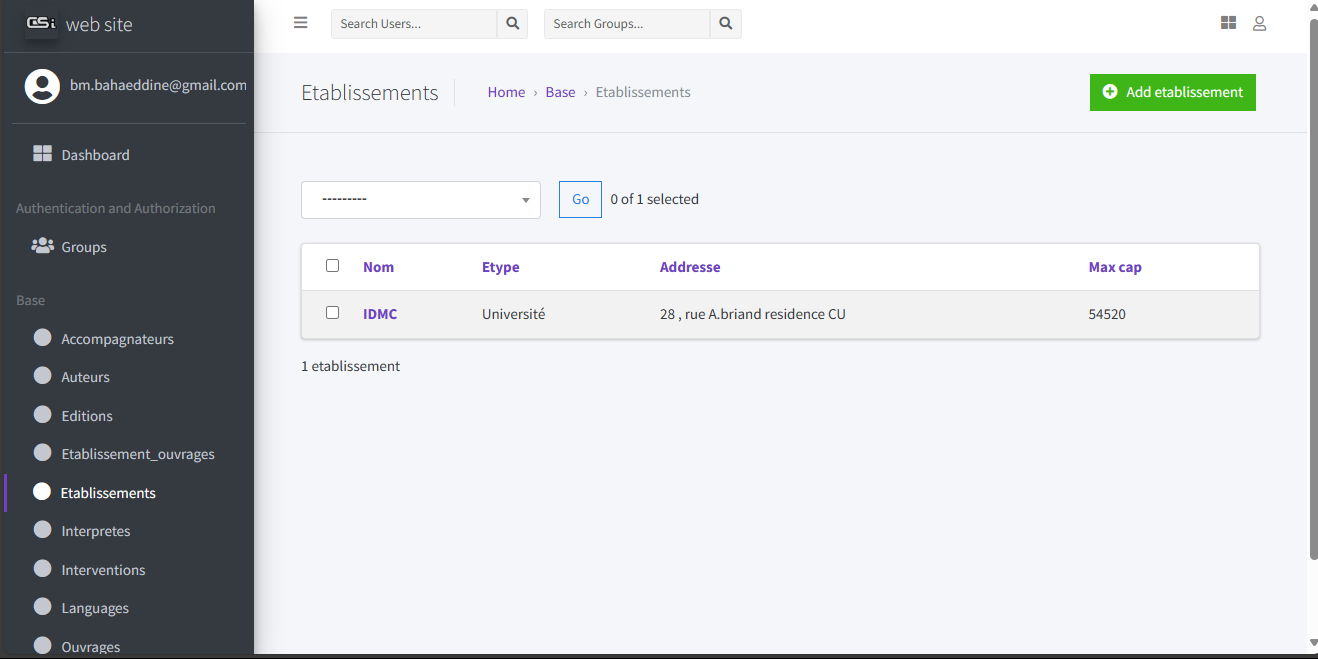 GSi web site
Search Users...
Search Groups...
bm.bahaeddine@gmail.com
Etablissements
Home › Base › Etablissements
Add etablissement
Dashboard
Authentication and Authorization
Groups
Base
Accompagnateurs
Auteurs
Editions
Etablissement_ouvrages
Etablissements
Interpretes
Interventions
Languages
Ouvrages
---------
Go
0 of 1 selected
Nom Etype Addresse Max cap
IDMC Université 28 , rue A.briand residence CU 54520
1 etablissement